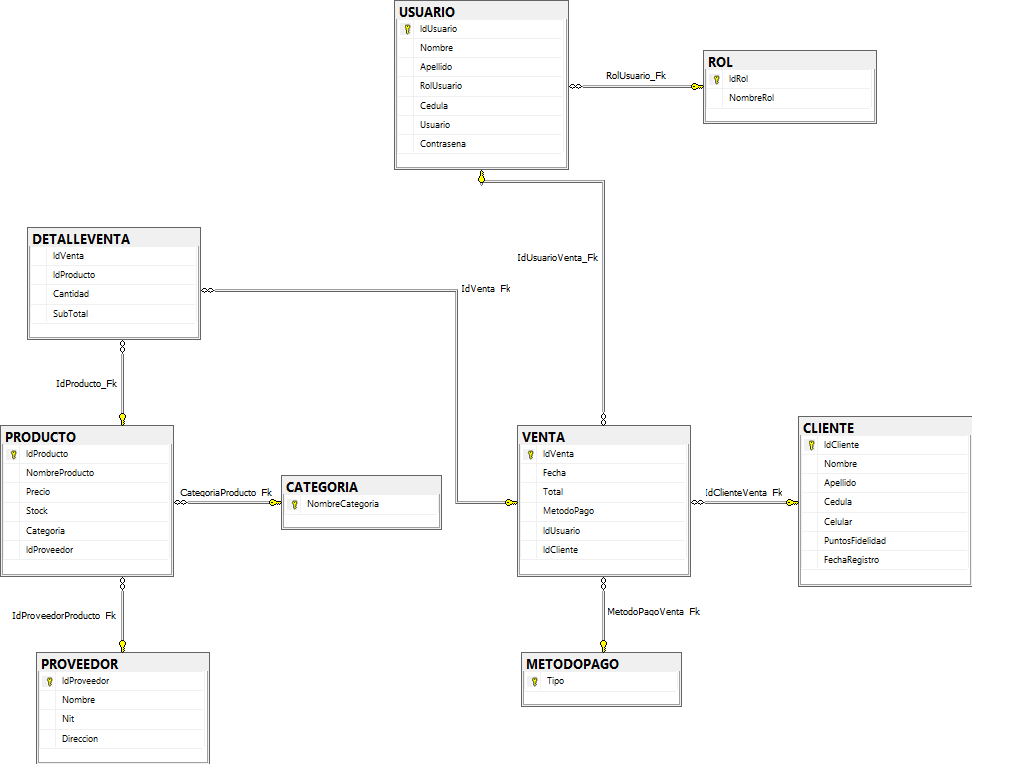 USUARIO
IdUsuario
Nombre
Apellido
RolUsuario
Cedula
Usuario
Contrasena
RolUsuario_Fk
ROL
IdRol
NombreRol
DETALLEVENTA
IdVenta
IdProducto
Cantidad
SubTotal
IdUsuarioVenta_Fk
IdVenta_Fk
IdProducto_Fk
PRODUCTO
IdProducto
NombreProducto
Precio
Stock
Categoria
IdProveedor
CategoriaProducto_Fk
CATEGORIA
NombreCategoria
VENTA
IdVenta
Fecha
Total
MetodoPago
IdUsuario
IdCliente
IdClienteVenta_Fk
CLIENTE
IdCliente
Nombre
Apellido
Cedula
Celular
PuntosFidelidad
FechaRegistro
IdProveedorProducto_Fk
MetodoPagoVenta_Fk
PROVEEDOR
IdProveedor
Nombre
Nit
Direccion
METODOPAGO
Tipo